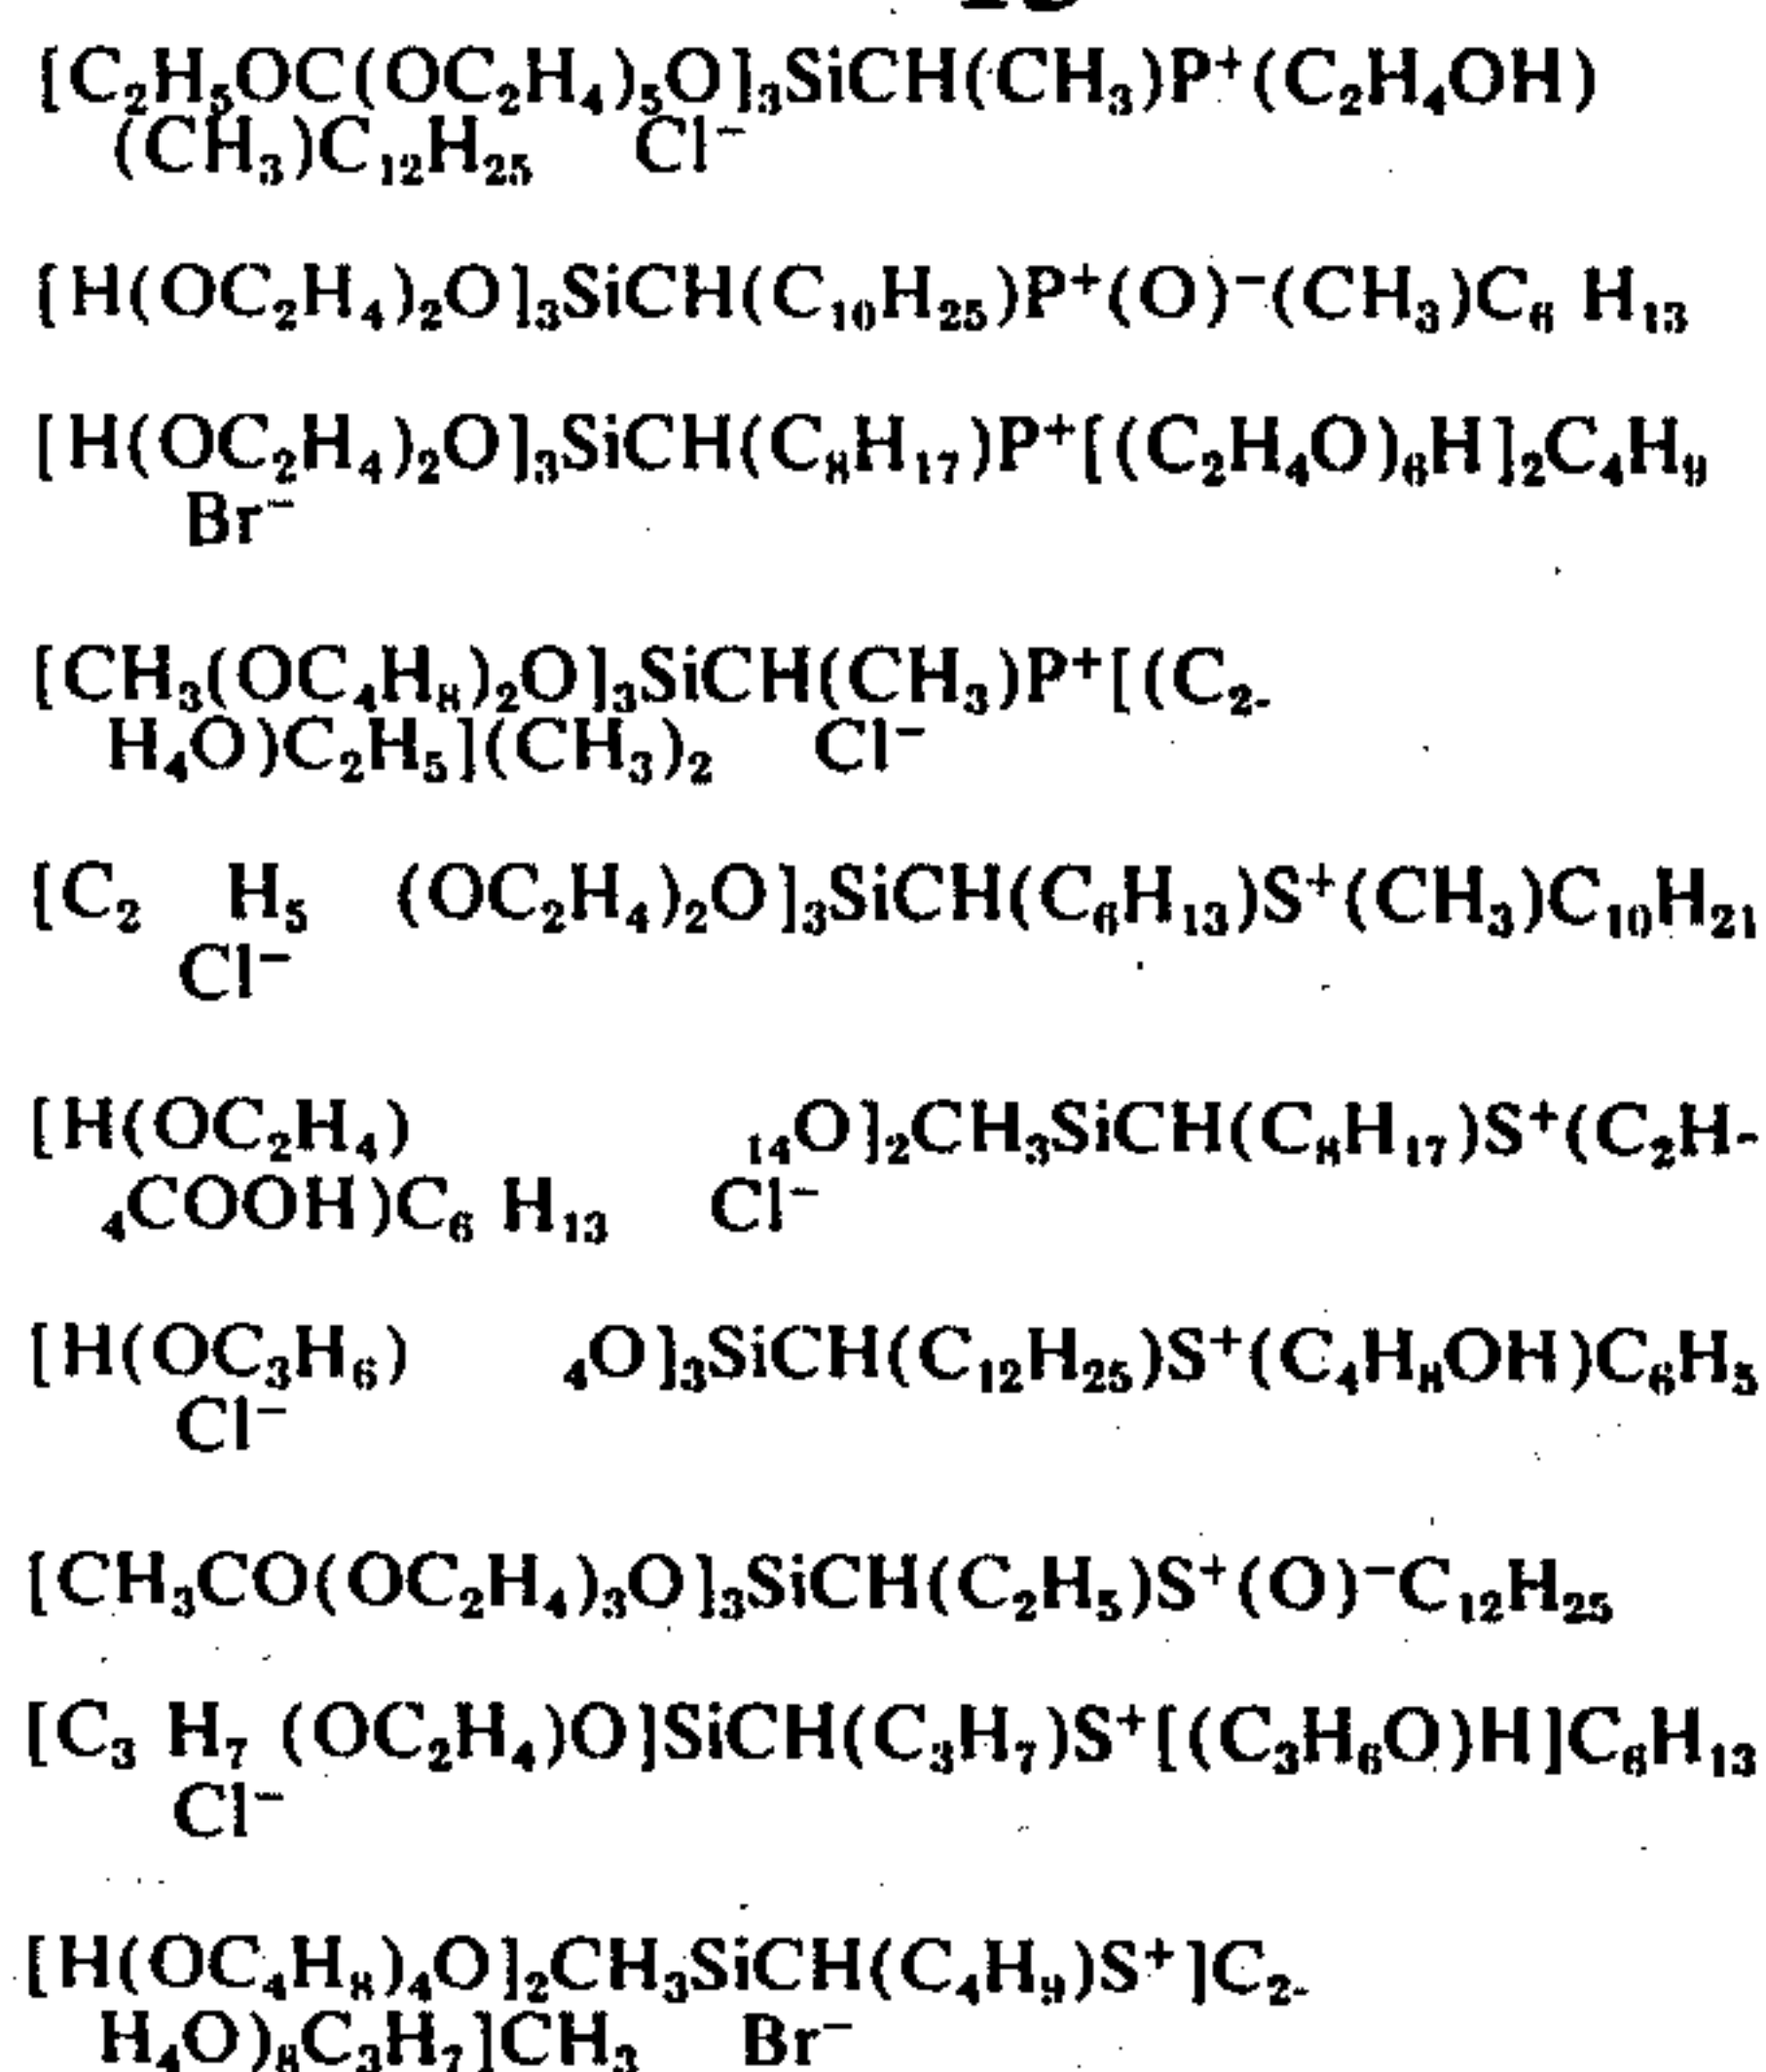 [C₂H₅OC(OC₂H₄)₅O]₃SiCH(CH₃)P⁺(C₂H₄OH)
(CH₃)C₁₂H₂₅ Cl⁻
[H(OC₂H₄)₂O]₃SiCH(C₁₀H₂₅)P⁺(O)⁻(CH₃)C₆ H₁₃
[H(OC₂H₄)₂O]₃SiCH(C₈H₁₇)P⁺[(C₂H₄O)₆H]₂C₄H₉
Br⁻
[CH₃(OC₄H₈)₂O]₃SiCH(CH₃)P⁺[(C₂-
H₄O)C₂H₅](CH₃)₂ Cl⁻
[C₂ H₅ (OC₂H₄)₂O]₃SiCH(C₆H₁₃)S⁺(CH₃)C₁₀H₂₁
Cl⁻
[H(OC₂H₄) ₁₄O]₂CH₃SiCH(C₈H₁₇)S⁺(C₂H-
₄COOH)C₆ H₁₃ Cl⁻
[H(OC₃H₆) ₄O]₃SiCH(C₁₂H₂₅)S⁺(C₄H₈OH)C₆H₅
Cl⁻
[CH₃CO(OC₂H₄)₃O]₃SiCH(C₂H₅)S⁺(O)⁻C₁₂H₂₅
[C₃ H₇ (OC₂H₄)O]SiCH(C₃H₇)S⁺[(C₃H₆O)H]C₆H₁₃
Cl⁻
[H(OC₄H₈)₄O]₂CH₃SiCH(C₄H₉)S⁺]C₂-
H₄O)₈C₃H₇]CH₃ Br⁻